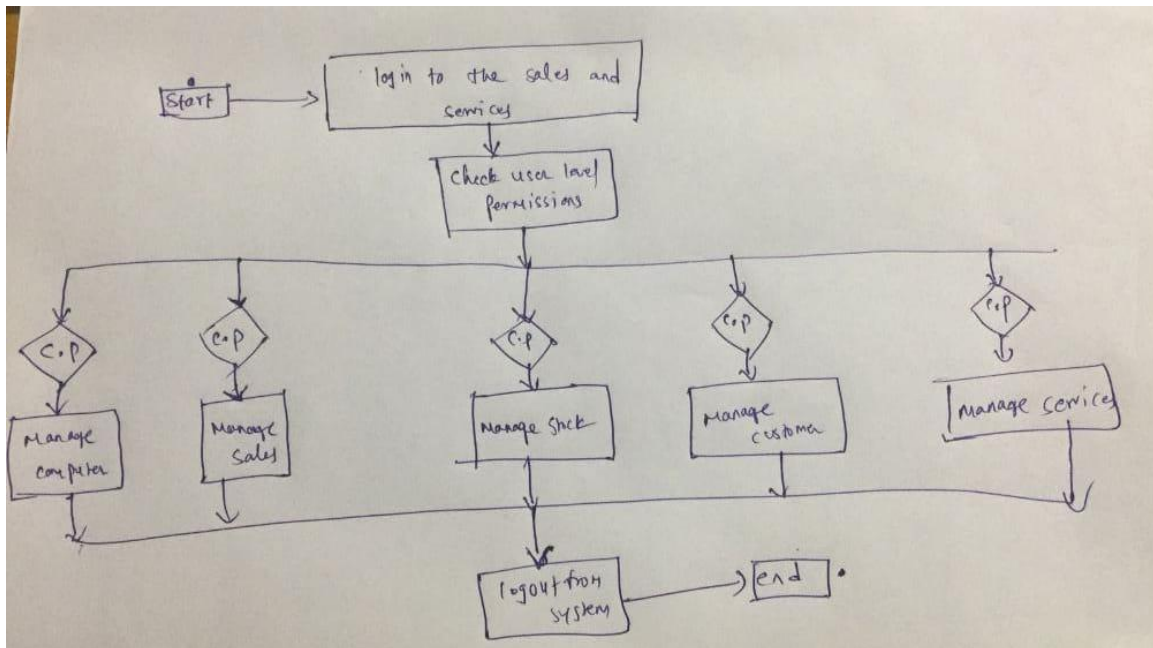 Start
login to the sales and
services
Check user level
permissions
C.P
C.P
C.P
C.P
C.P
Manage
computer
Manage
Sales
Manage Stock
Manage
customer
Manage Services
logout from
system
end